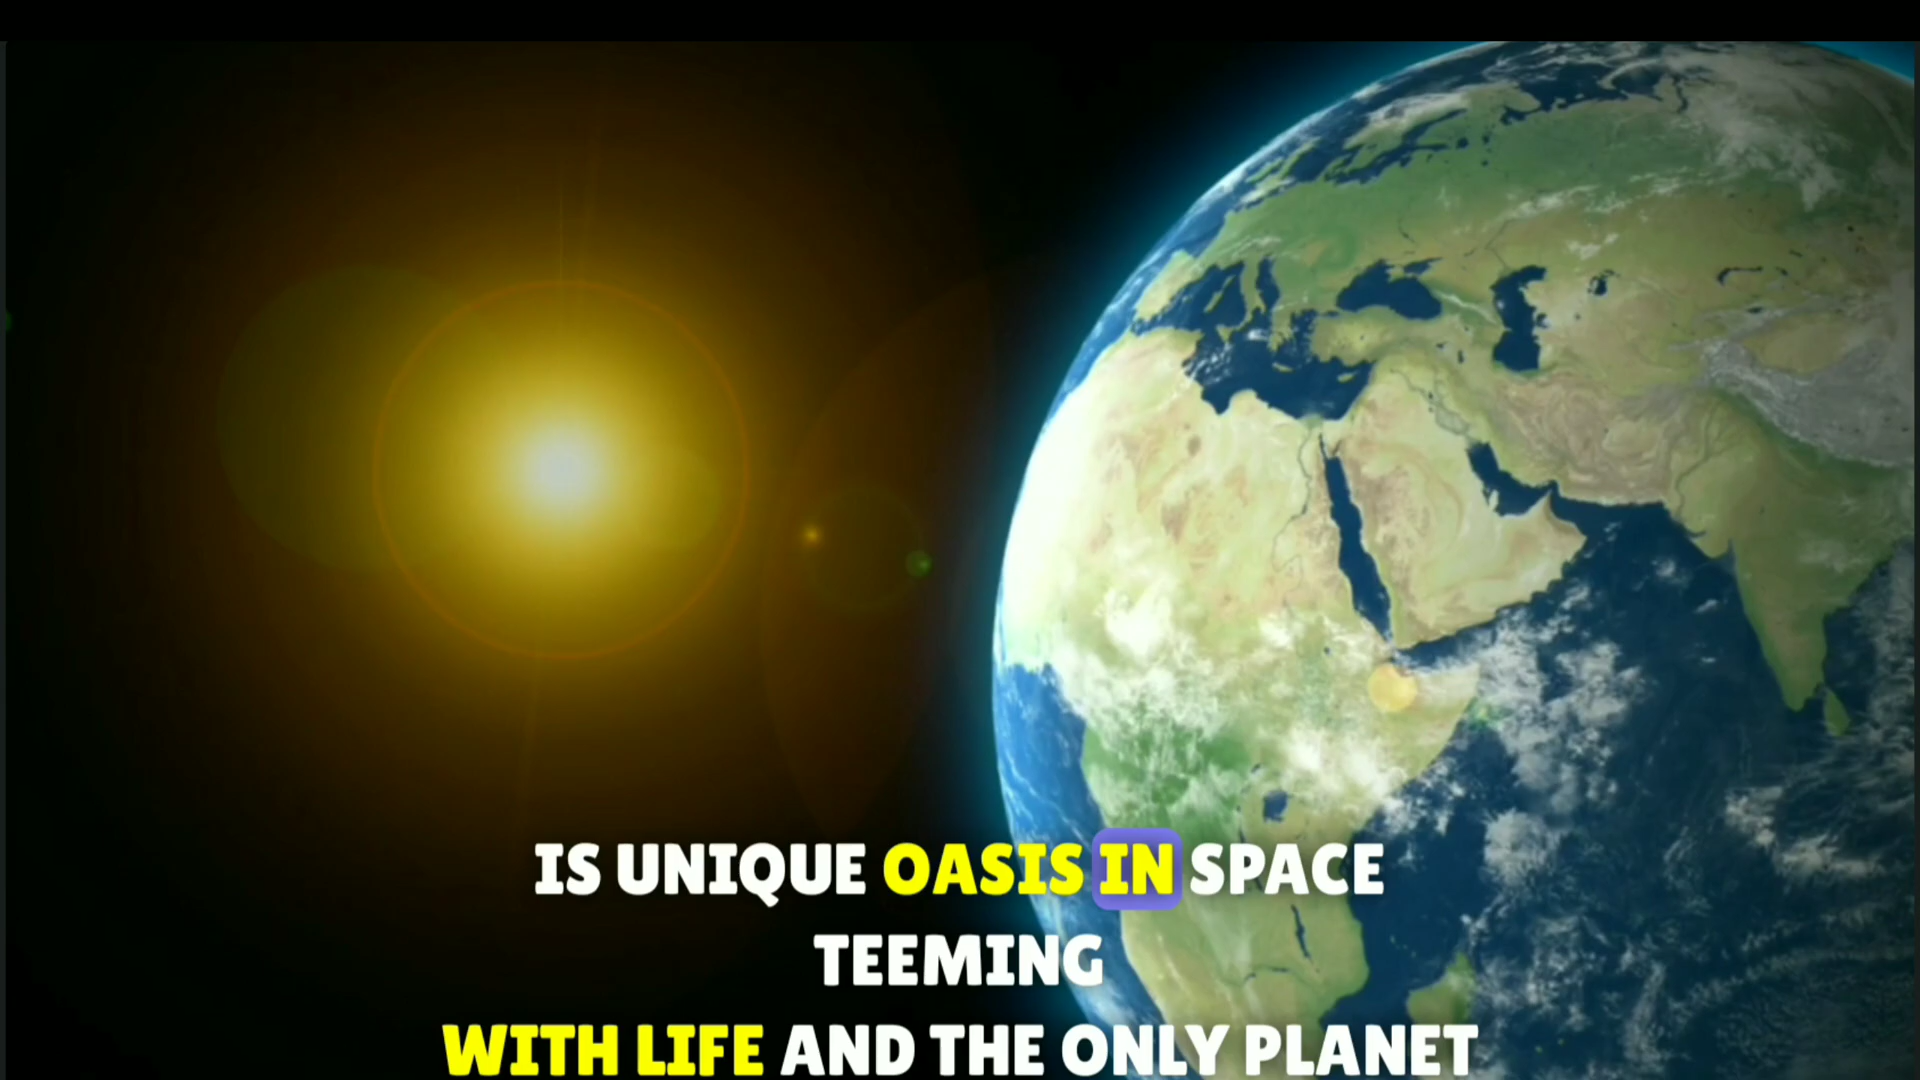 IS UNIQUE OASIS IN SPACE
TEEMING
WITH LIFE AND THE ONLY PLANET